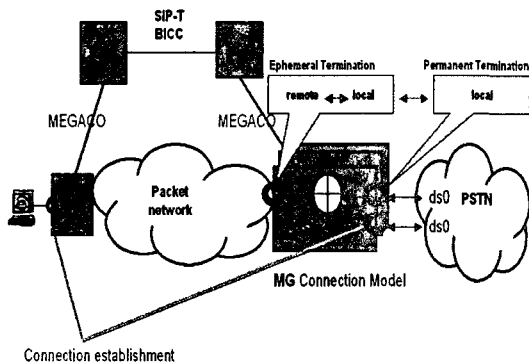 SIP-T
BICC
Ephemeral Termination
Permanent Termination
remote
local
local
MEGACO
MEGACO
Packet
network
ds0
PSTN
ds0
MG Connection Model
Connection establishment